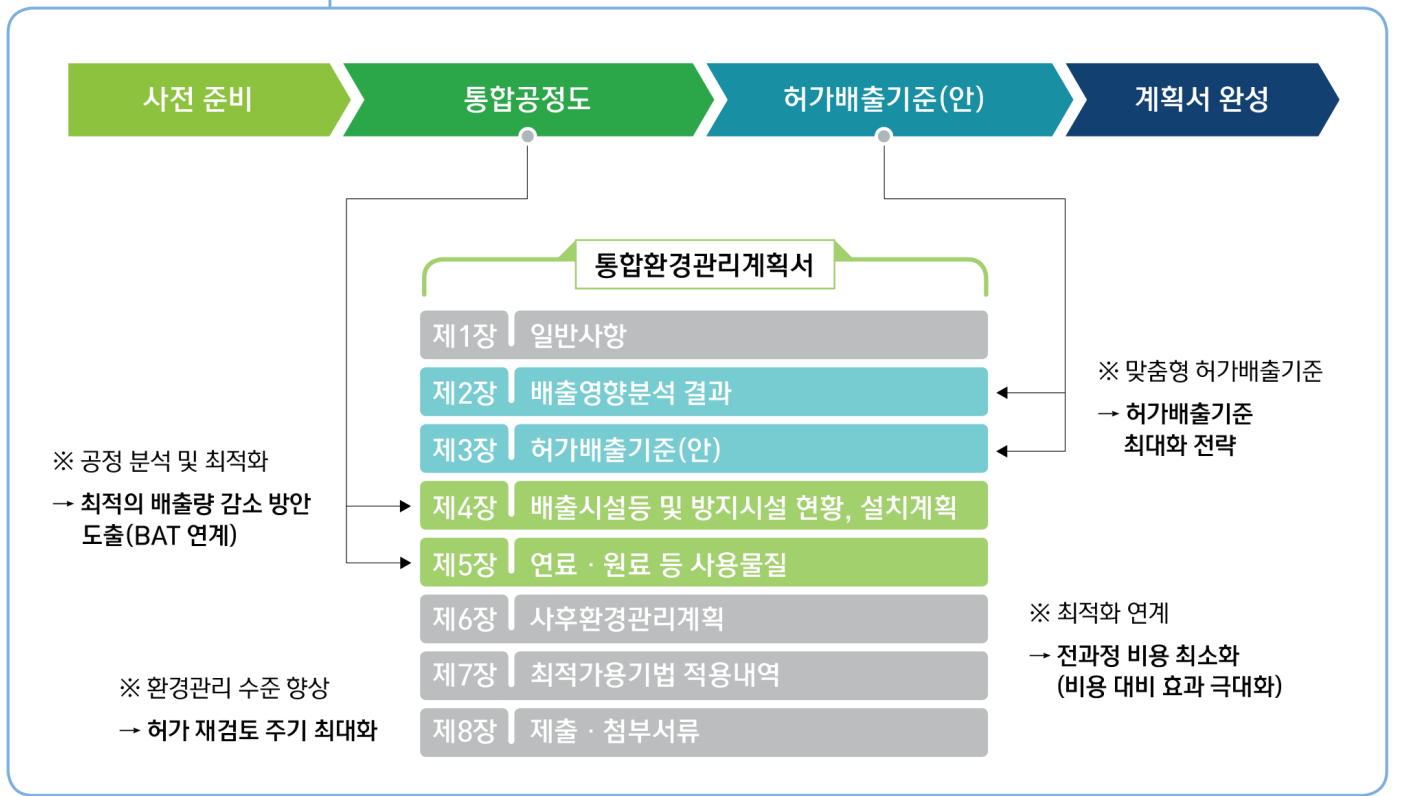 사전 준비
통합공정도
허가배출기준(안)
계획서 완성
통합환경관리계획서
제1장 일반사항
제2장 배출영향분석 결과
제3장 허가배출기준(안)
제4장 배출시설등 및 방지시설 현황, 설치계획
제5장 연료 · 원료 등 사용물질
제6장 사후환경관리계획
제7장 최적가용기법 적용내역
제8장 제출 · 첨부서류
※ 공정 분석 및 최적화
→ 최적의 배출량 감소 방안
도출(BAT 연계)
※ 환경관리 수준 향상
→ 허가 재검토 주기 최대화
※ 맞춤형 허가배출기준
→ 허가배출기준
최대화 전략
※ 최적화 연계
→ 전과정 비용 최소화
(비용 대비 효과 극대화)